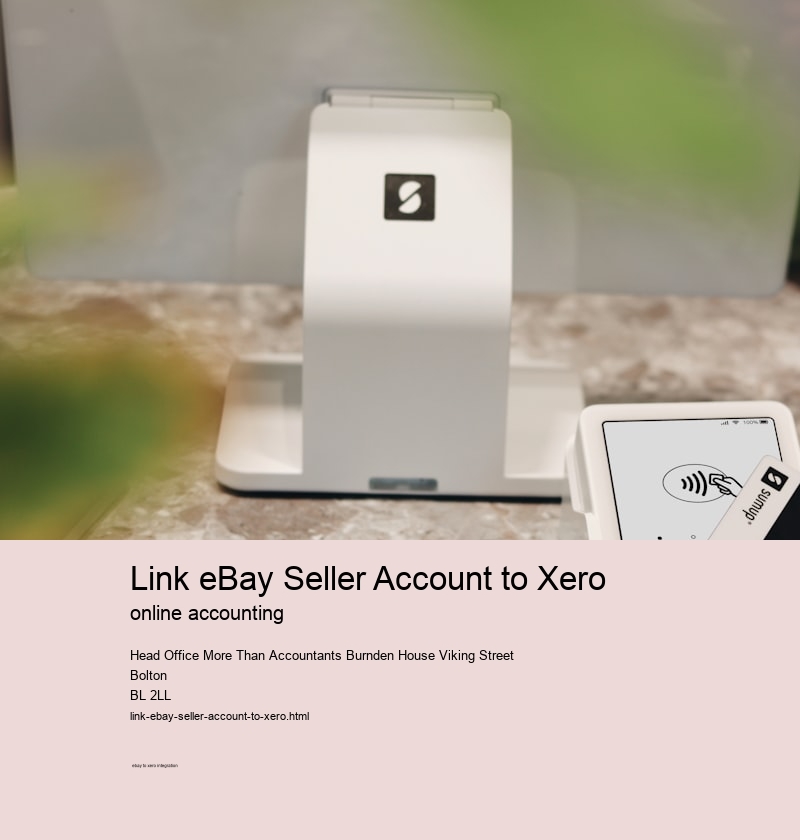 100%
sumup
Link eBay Seller Account to Xero
online accounting
Head Office More Than Accountants Burnden House Viking Street
Bolton
BL 2LL
link-ebay-seller-account-to-xero.html
ebay to xero integration